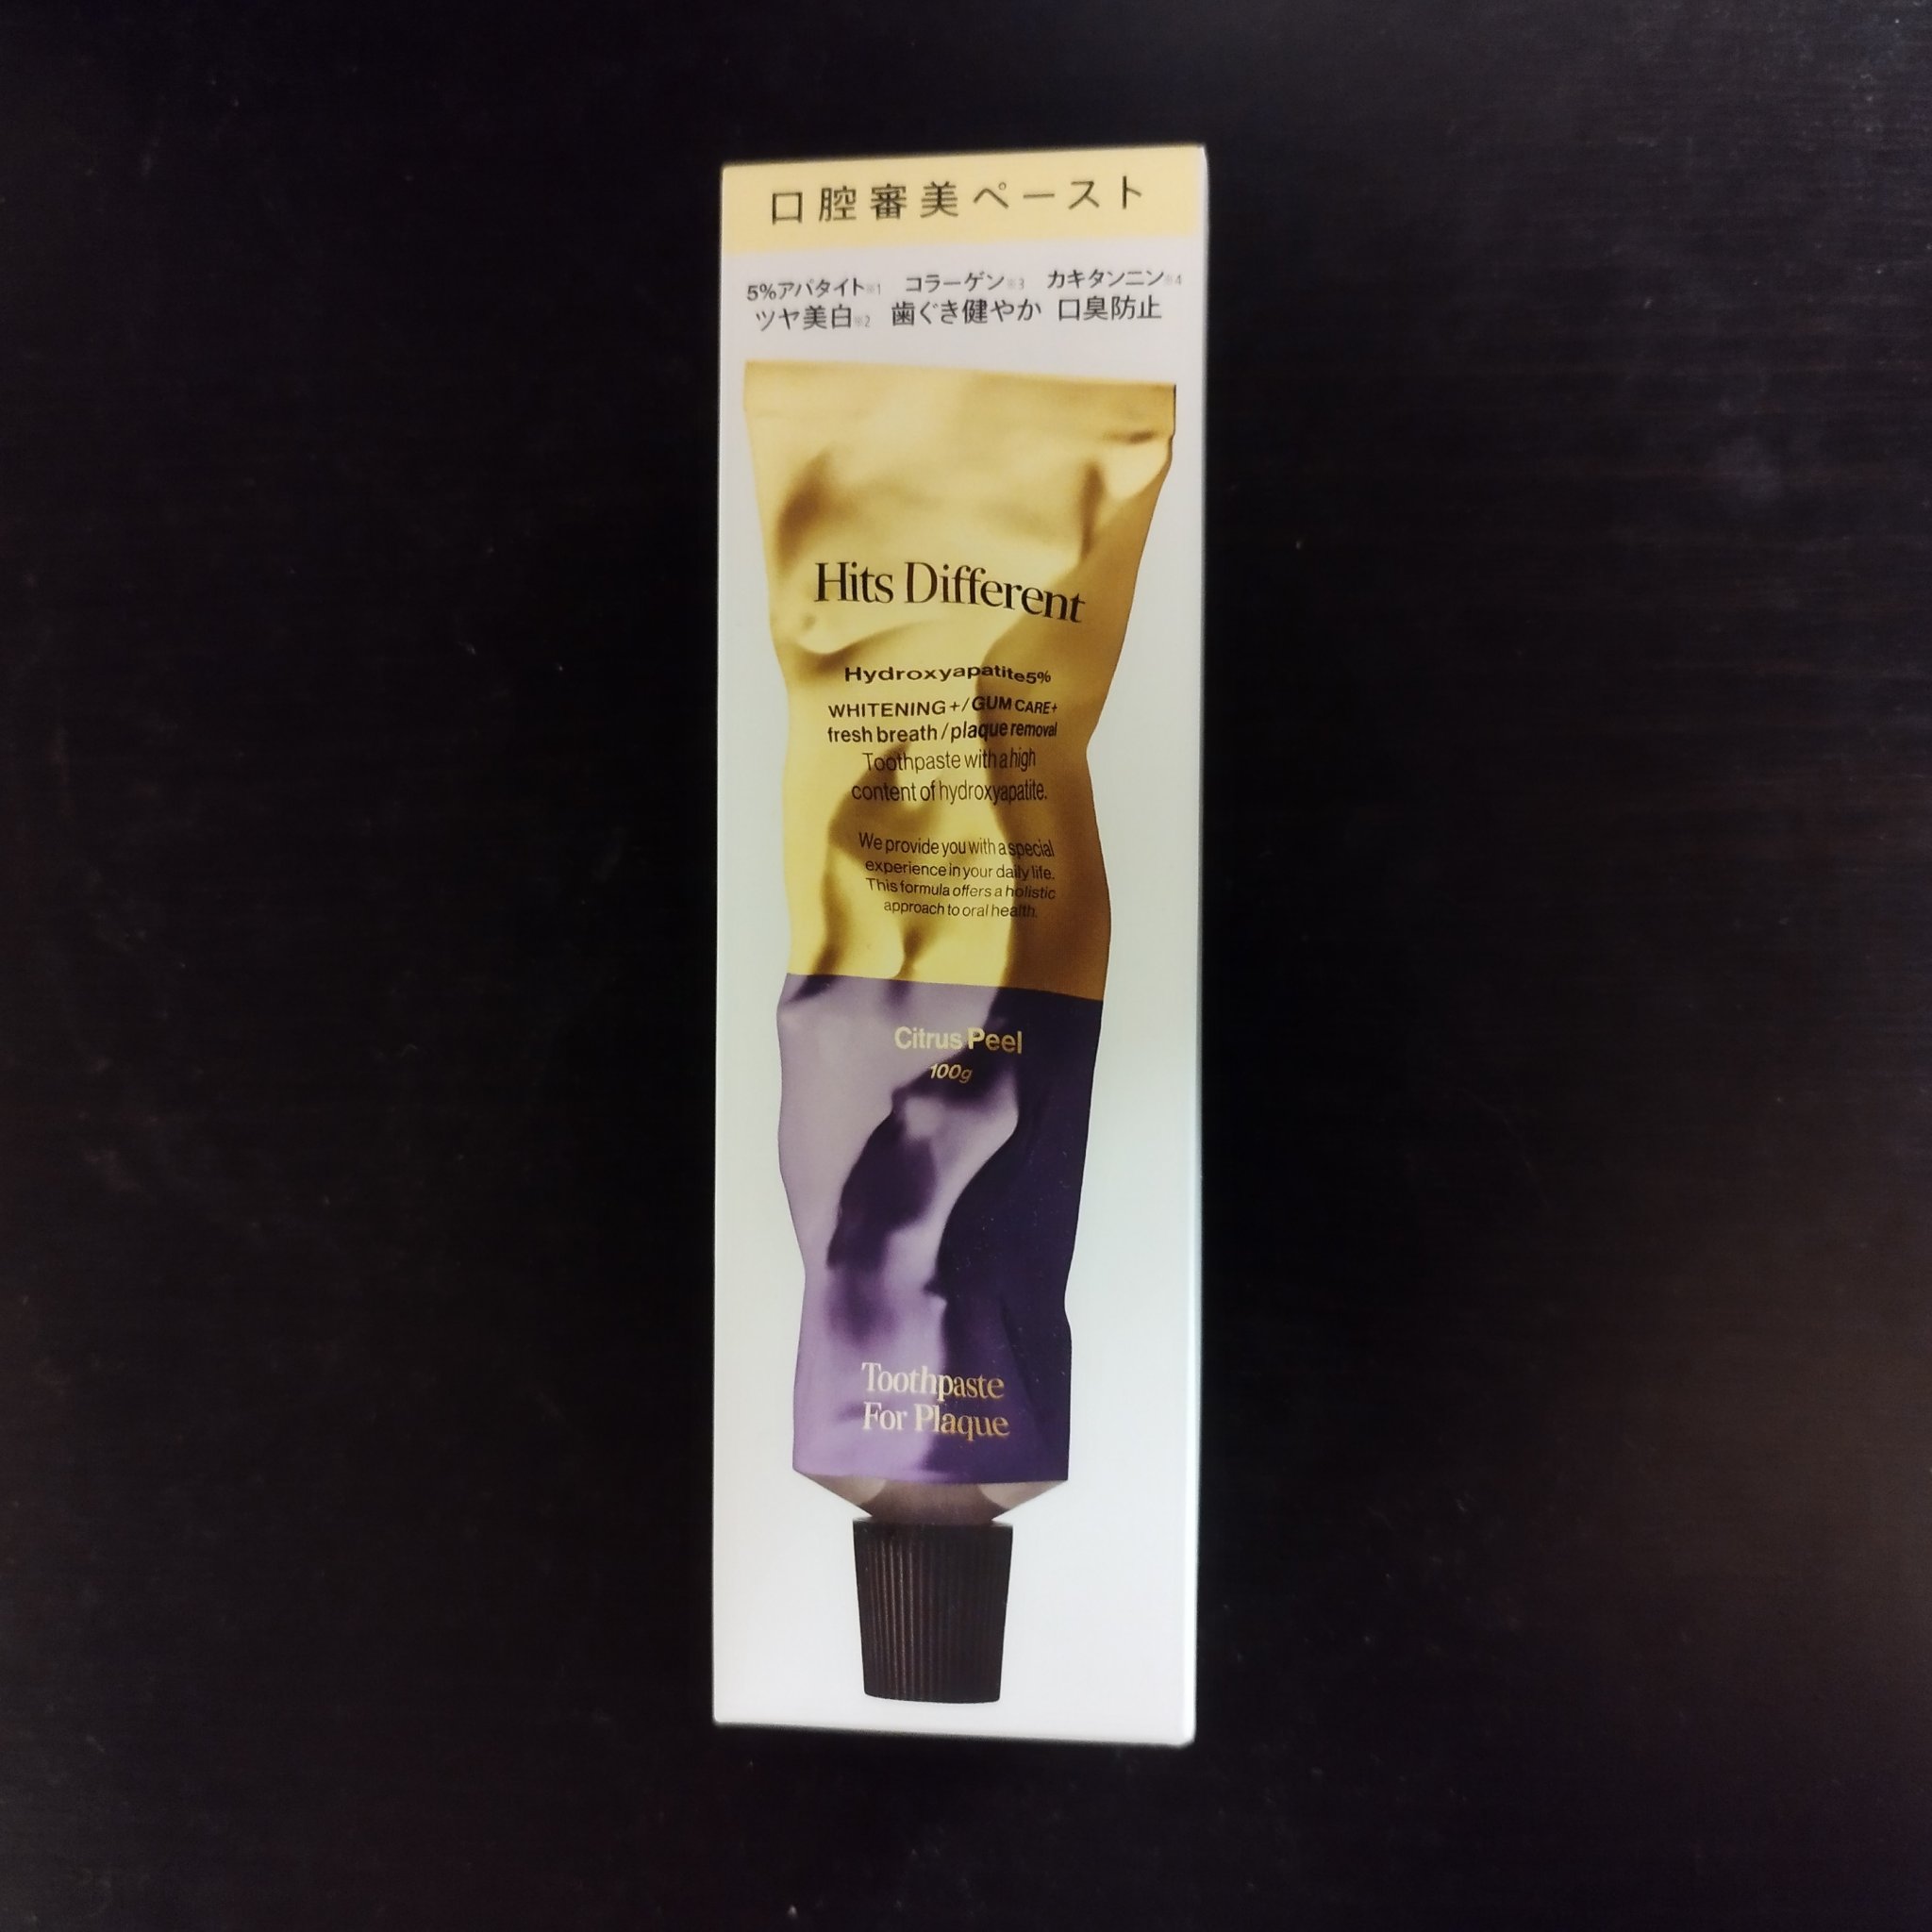 口腔審美ペースト
5%アパタイト※1 コラーゲン※3 カキタンニン※4
ツヤ美白※2 歯ぐき健やか 口臭防止
Hits Different
Hydroxyapatite5%
WHITENING+/GUM CARE+
fresh breath/plaque removal
Toothpaste with a high
content of hydroxyapatite.
We provide you with a special
experience in your daily life.
This formula offers a holistic
approach to oral health.
Citrus Peel
100g
Toothpaste
For Plaque